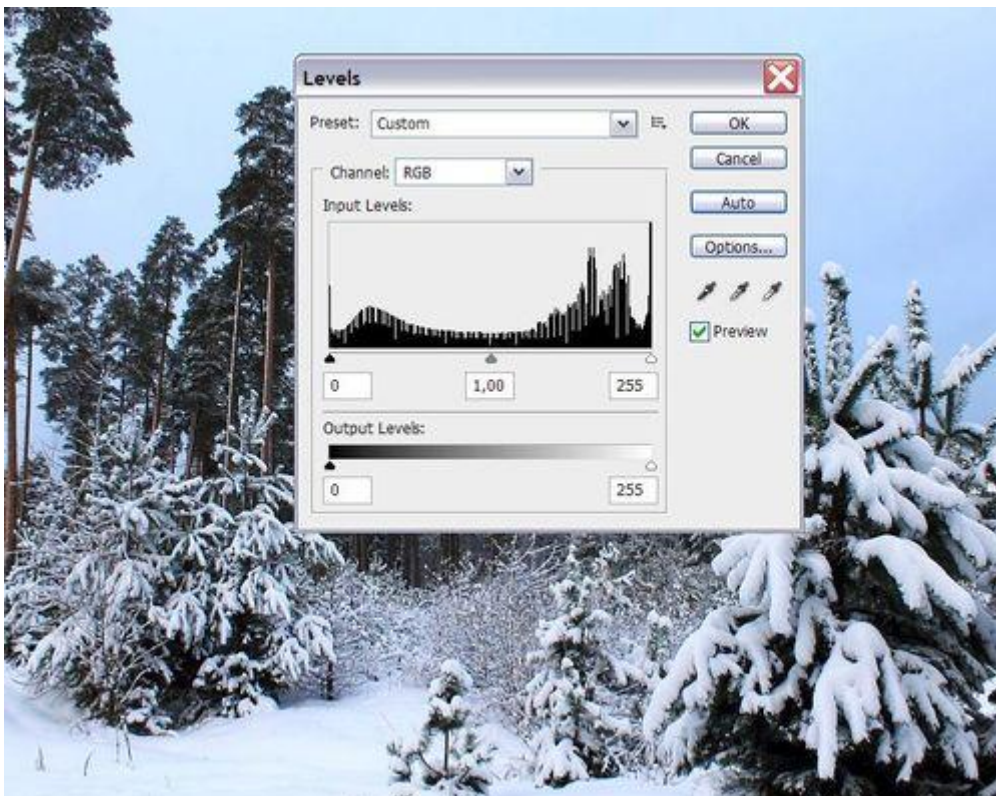 Levels
Preset: Custom
OK
Cancel
Channel: RGB
Auto
Input Levels:
Options...
Preview
0 1,00 255
Output Levels:
0 255